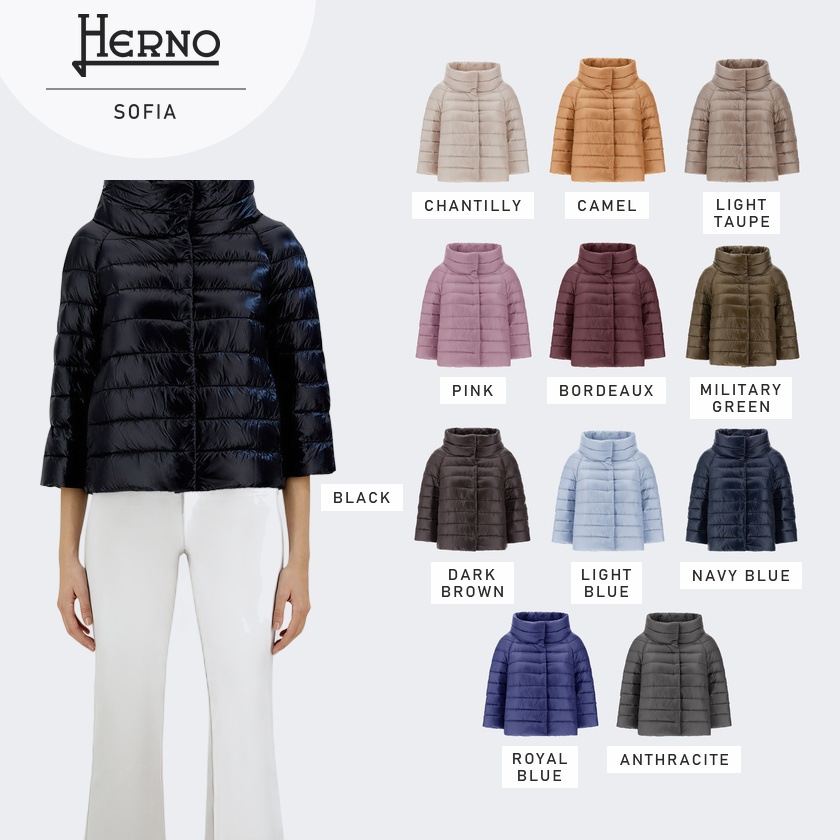 HERNO
SOFIA
CHANTILLY
CAMEL
LIGHT
TAUPE
PINK
BORDEAUX
MILITARY
GREEN
BLACK
DARK
BROWN
LIGHT
BLUE
NAVY BLUE
ROYAL
BLUE
ANTHRACITE